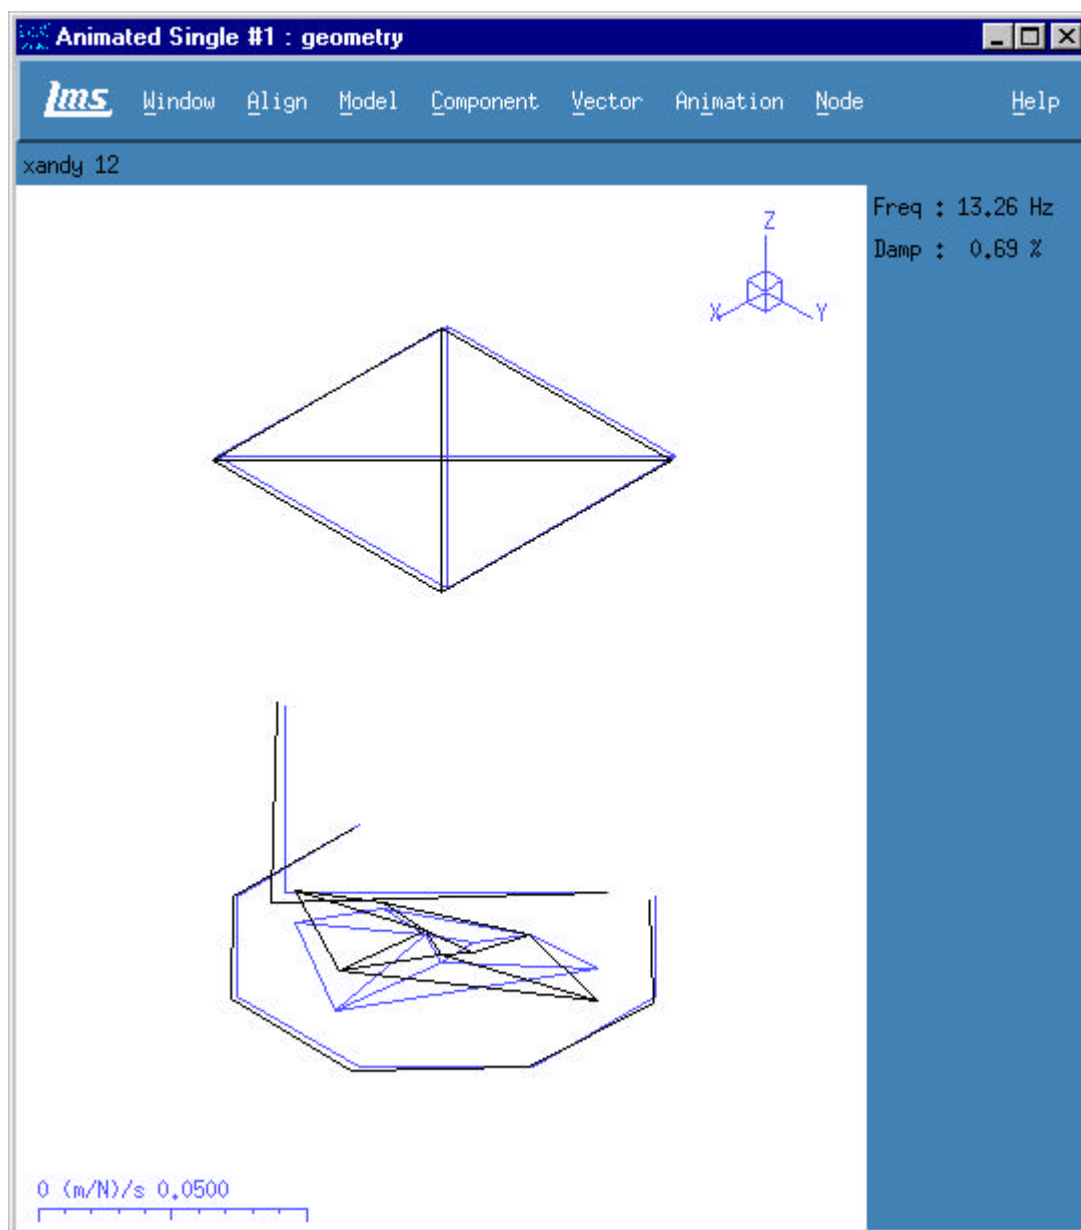 Animated Single #1 : geometry
lms Window Align Model Component Vector Animation Node Help
xandy 12
Freq : 13.26 Hz
Damp : 0.69 %
Z
X
Y
0 (m/N)/s 0.0500